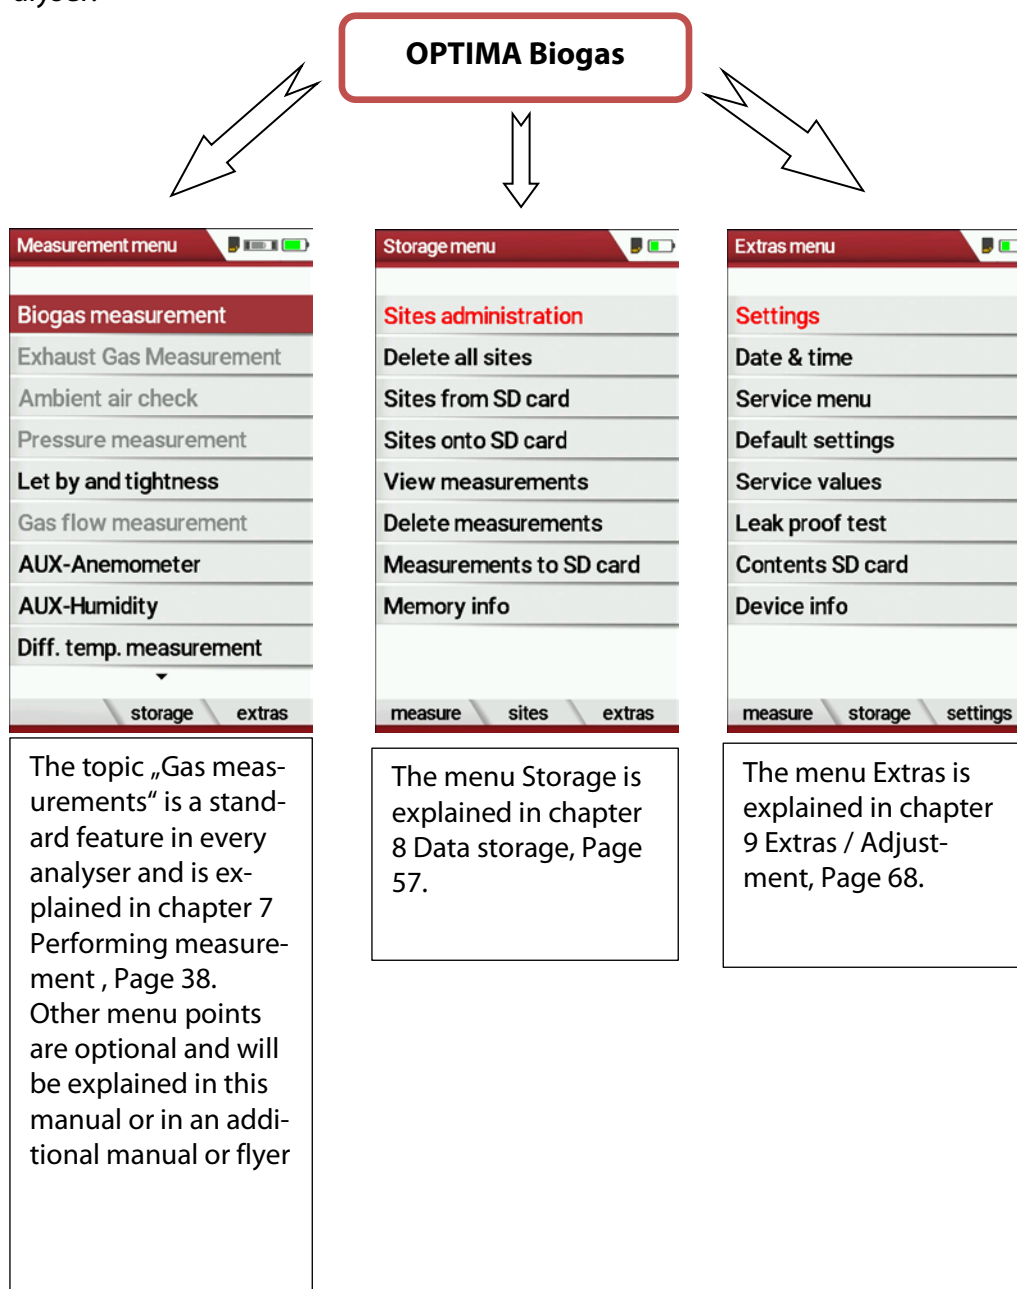 alyser.
OPTIMA Biogas
Measurement menu
Biogas measurement
Exhaust Gas Measurement
Ambient air check
Pressure measurement
Let by and tightness
Gas flow measurement
AUX-Anemometer
AUX-Humidity
Diff. temp. measurement
storage extras
The topic „Gas meas-
urements“ is a stand-
ard feature in every
analyser and is ex-
plained in chapter 7
Performing measure-
ment , Page 38.
Other menu points
are optional and will
be explained in this
manual or in an addi-
tional manual or flyer
Storage menu
Sites administration
Delete all sites
Sites from SD card
Sites onto SD card
View measurements
Delete measurements
Measurements to SD card
Memory info
measure sites extras
The menu Storage is
explained in chapter
8 Data storage, Page
57.
Extras menu
Settings
Date & time
Service menu
Default settings
Service values
Leak proof test
Contents SD card
Device info
measure storage settings
The menu Extras is
explained in chapter
9 Extras / Adjust-
ment, Page 68.